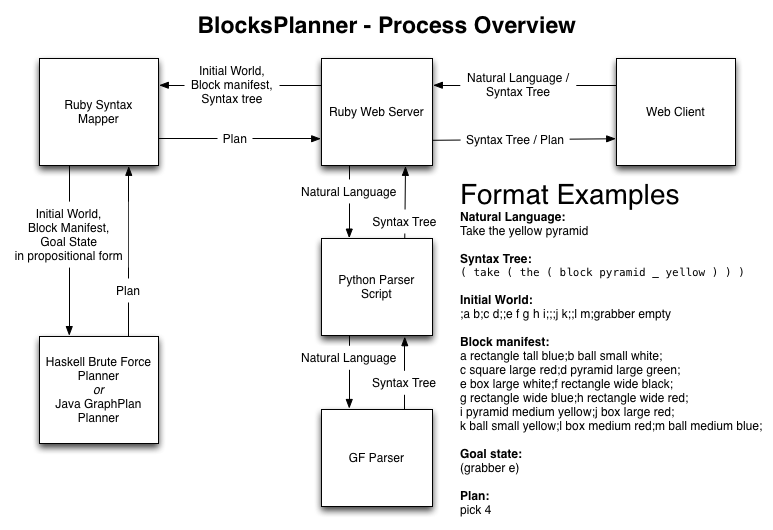 BlocksPlanner - Process Overview
Ruby Syntax
Mapper
Initial World,
Block manifest,
Syntax tree
Plan
Ruby Web Server
Natural Language /
Syntax Tree
Syntax Tree / Plan
Web Client
Initial World,
Block Manifest,
Goal State
in propositional form
Plan
Natural Language
Syntax Tree
Python Parser
Script
Haskell Brute Force
Planner
or
Java GraphPlan
Planner
Natural Language
Syntax Tree
GF Parser
Format Examples
Natural Language:
Take the yellow pyramid
Syntax Tree:
( take ( the ( block pyramid _ yellow ) ) )
Initial World:
;a b;c d;;e f g h i;;;j k;;l m;grabber empty
Block manifest:
a rectangle tall blue;b ball small white;
c square large red;d pyramid large green;
e box large white;f rectangle wide black;
g rectangle wide blue;h rectangle wide red;
i pyramid medium yellow;j box large red;
k ball small yellow;l box medium red;m ball medium blue;
Goal state:
(grabber e)
Plan:
pick 4